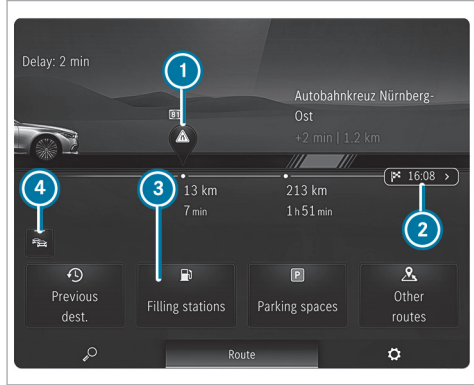 Delay: 2 min
1
Autobahnkreuz Nürnberg-
Ost
+2 min | 1.2 km
81
4
3
13 km
213 km
16:08
7 min
1 h 51 min
2
Previous
dest.
Filling stations
P
Parking spaces
Other
routes
Route